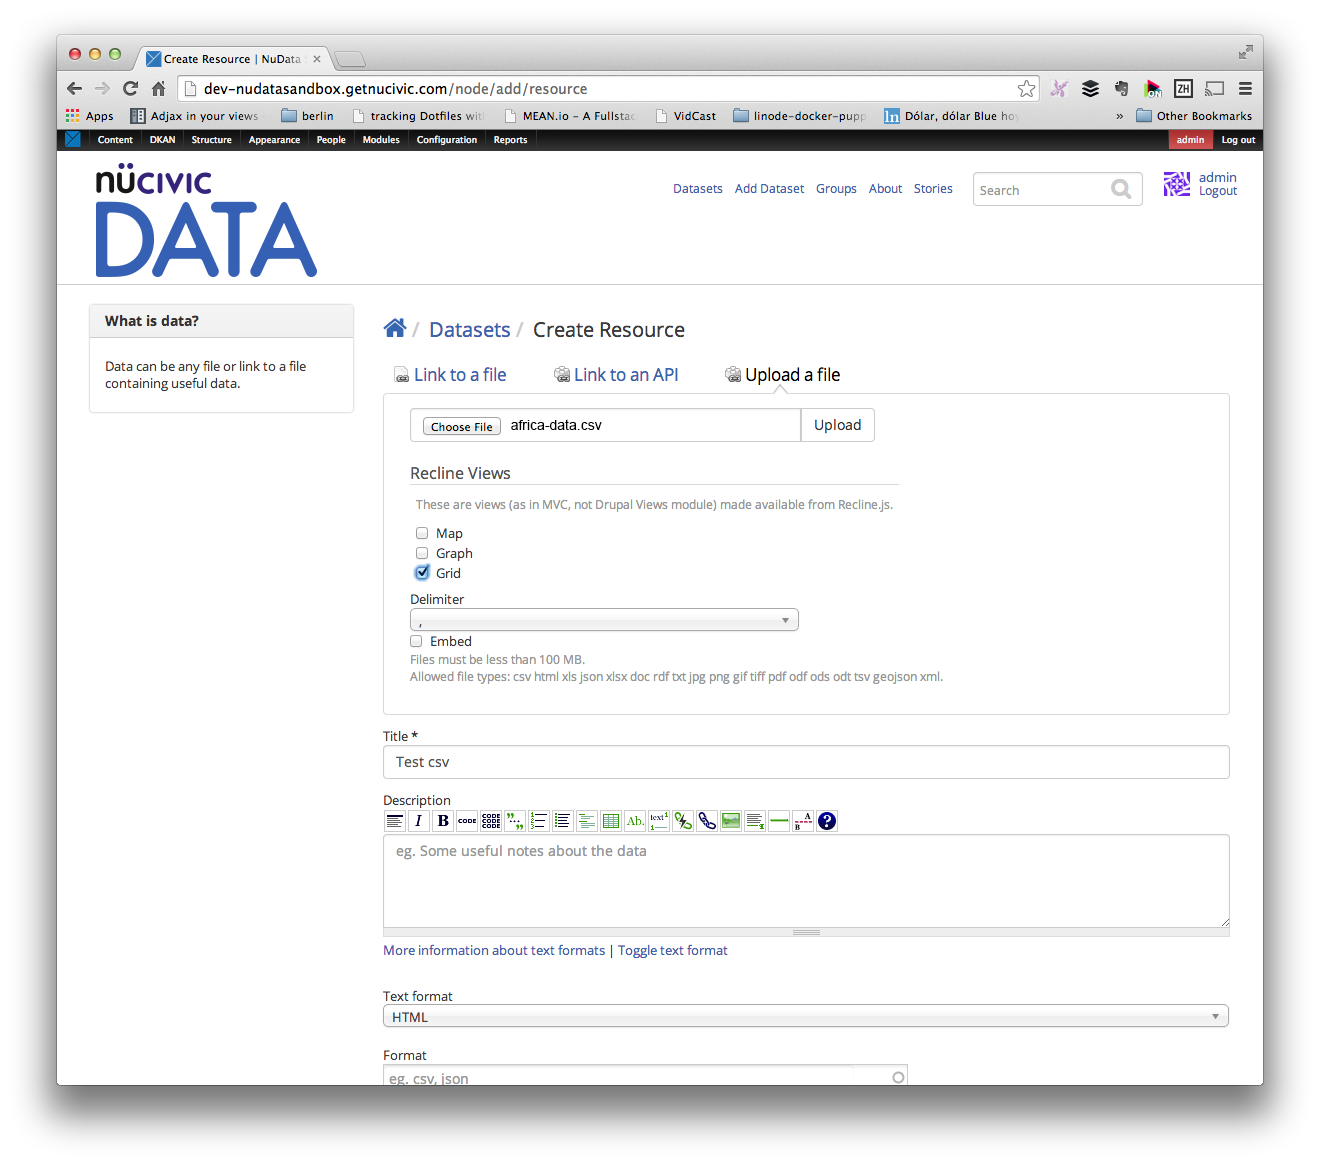 Create Resource | NuData
dev-nudatasandbox.getnucivic.com/node/add/resource
Apps Adjax in your views berlin tracking Dotfiles wit MEAN.io – A Fullsta VidCast linode-docker-pupp Dólar, dólar Blue ho » Other Bookmarks
Content DKAN Structure Appearance People Modules Configuration Reports admin Log out
nüCIVIC
DATA
Datasets Add Dataset Groups About Stories Search admin
Logout
What is data?
Data can be any file or link to a file
containing useful data.
/ Datasets / Create Resource
Link to a file Link to an API Upload a file
Choose File africa-data.csv Upload
Recline Views
These are views (as in MVC, not Drupal Views module) made available from Recline.js.
Map
Graph
Grid
Delimiter
,
Embed
Files must be less than 100 MB.
Allowed file types: csv html xls json xlsx doc rdf txt jpg png gif tiff pdf odf ods odt tsv geojson xml.
Title *
Test csv
Description
I B CODE CODE CODE CODE Ab. text¹ A B ?
eg. Some useful notes about the data
More information about text formats | Toggle text format
Text format
HTML
Format
eg. csv, json